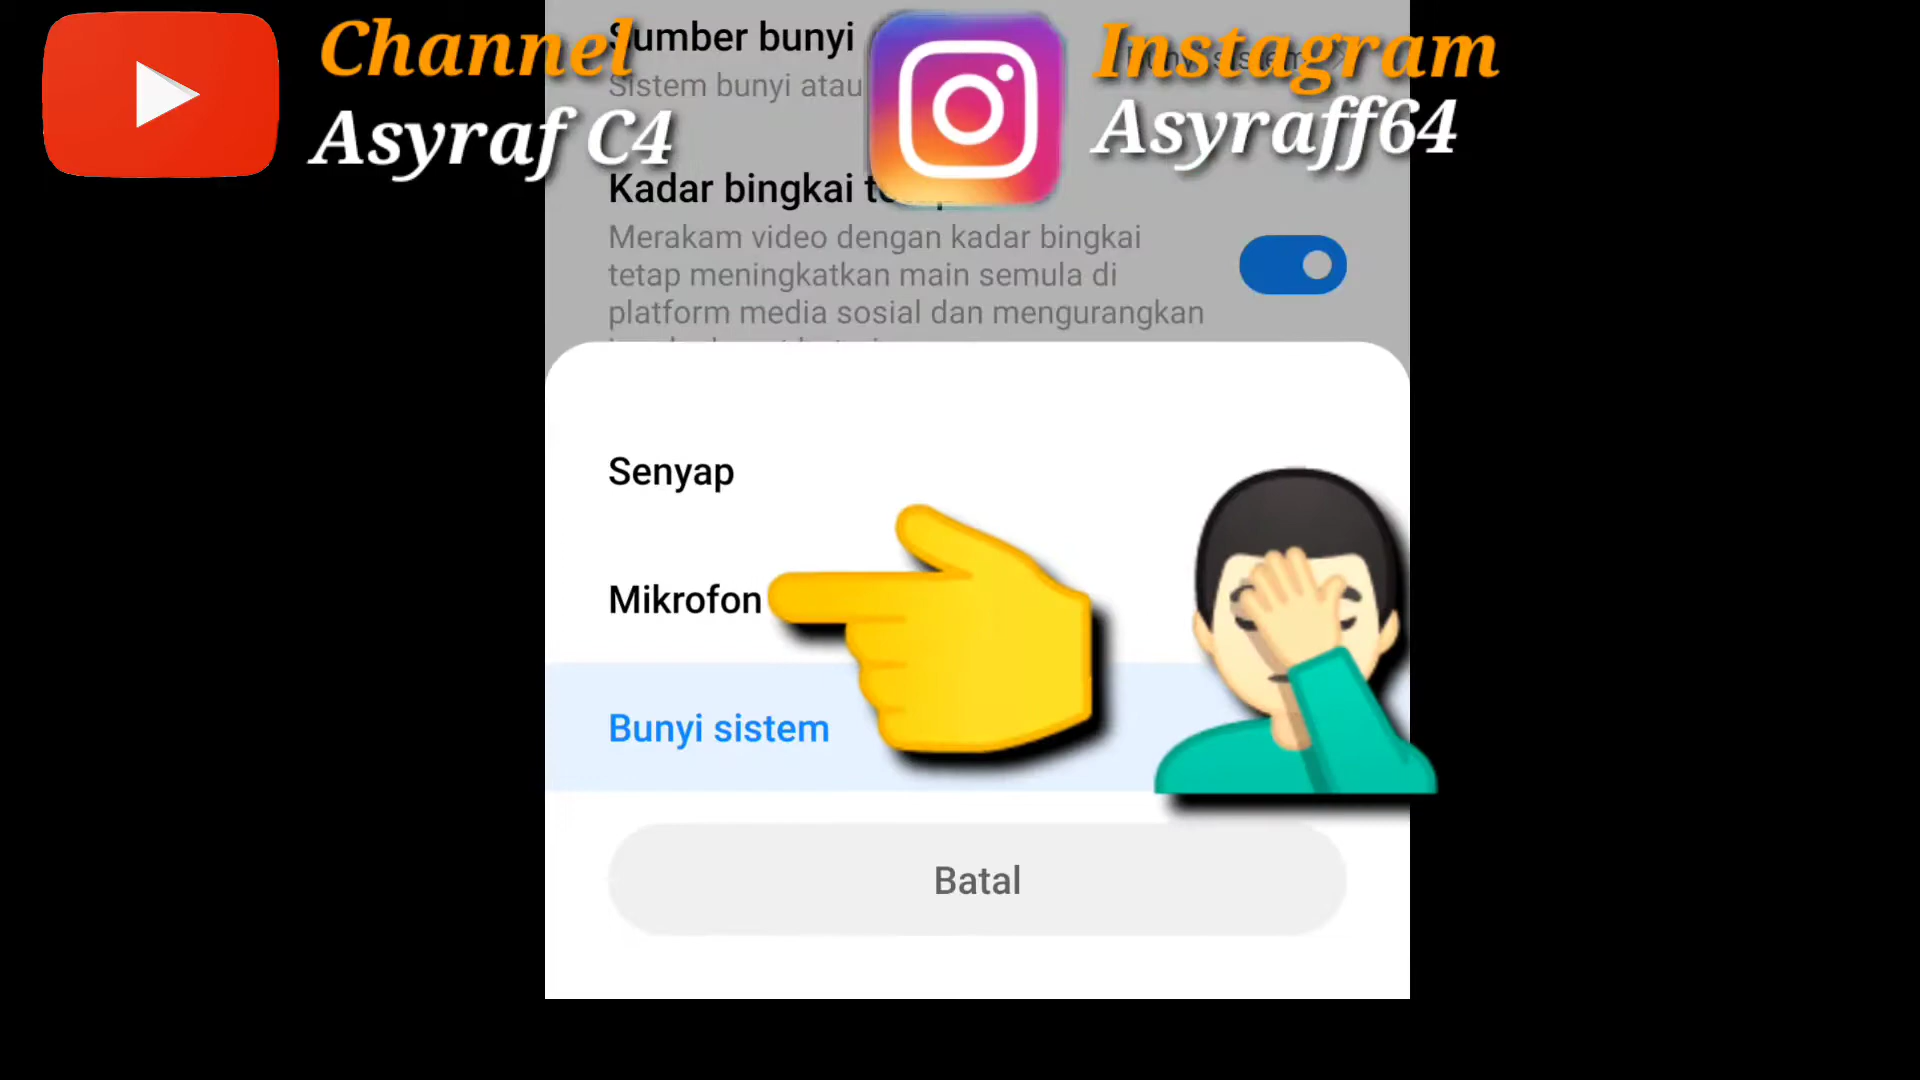 Channel
Asyraf C4
Instagram
Asyraff64
Sumber bunyi
Sistem bunyi atau
Kadar bingkai
Merakam video dengan kadar bingkai
tetap meningkatkan main semula di
platform media sosial dan mengurangkan
Senyap
Mikrofon
Bunyi sistem
Batal